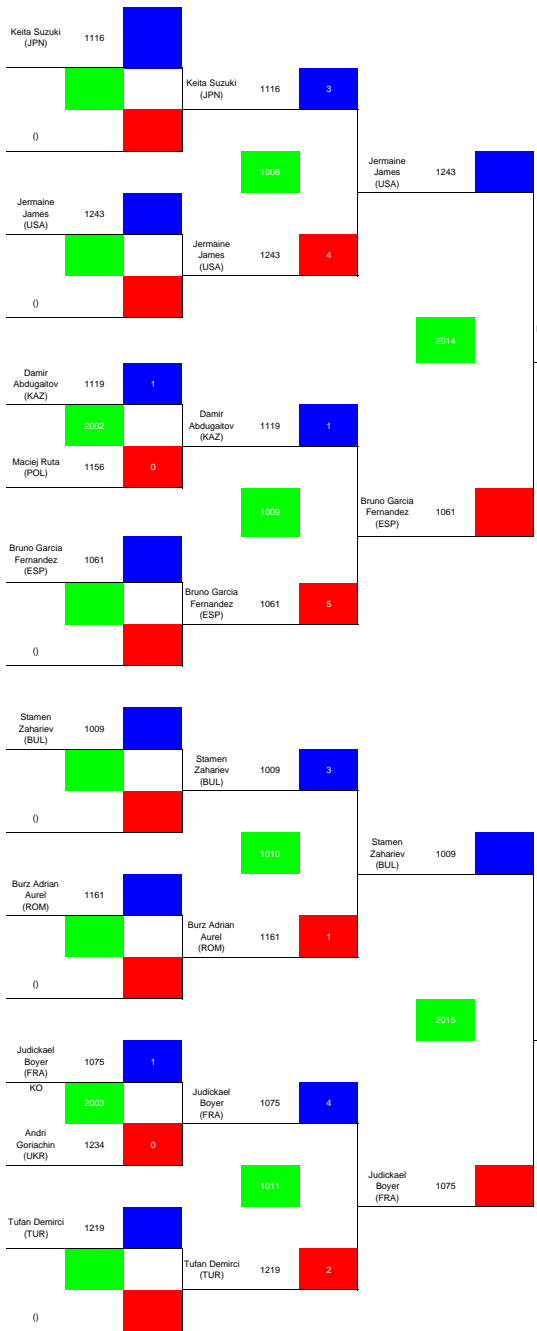 Keita Suzuki
(JPN)
1116
()
Keita Suzuki
(JPN)
1116
3
1008
Jermaine
James
(USA)
1243
Jermaine
James
(USA)
1243
()
Jermaine
James
(USA)
1243
4
2014
Damir
Abdugaitov
(KAZ)
1119
1
2002
Maciej Ruta
(POL)
1156
0
Damir
Abdugaitov
(KAZ)
1119
1
1009
Bruno Garcia
Fernandez
(ESP)
1061
Bruno Garcia
Fernandez
(ESP)
1061
()
Bruno Garcia
Fernandez
(ESP)
1061
5
Stamen
Zahariev
(BUL)
1009
()
Stamen
Zahariev
(BUL)
1009
3
1010
Stamen
Zahariev
(BUL)
1009
Burz Adrian
Aurel
(ROM)
1161
()
Burz Adrian
Aurel
(ROM)
1161
1
2015
Judickael
Boyer
(FRA)
1075
1
KO
2003
Andri
Goriachin
(UKR)
1234
0
Judickael
Boyer
(FRA)
1075
4
1011
Judickael
Boyer
(FRA)
1075
Tufan Demirci
(TUR)
1219
()
Tufan Demirci
(TUR)
1219
2